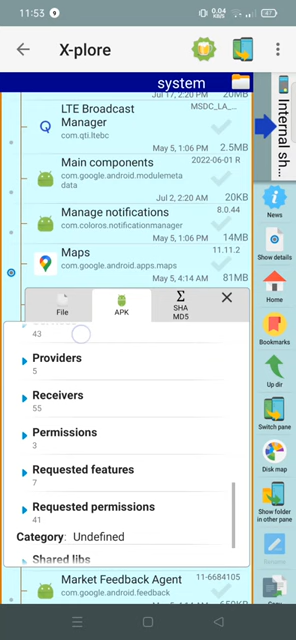 11:53
0.04
KB/S
47
X-plore
system
Jul 17, 2:20 PM
20MB
LTE Broadcast
Manager
MSDC_LA_...
com.qti.ltebc
May 5, 1:06 PM
2.5MB
Main components
2022-06-01 R
com.google.android.modulemeta
data
Jul 2, 2:20 AM
20KB
Manage notifications
8.0.44
com.coloros.notificationmanager
May 5, 1:06 PM
14MB
Maps
11.11.2
com.google.android.apps.maps
May 5, 4:14 AM
81MB
File
APK
Σ
SHA
MD5
43
Providers
5
Receivers
55
Permissions
3
Requested features
7
Requested permissions
41
Category: Undefined
Shared libs
Market Feedback Agent
11-6684105
com.google.android.feedback
Internal sh...
News
Show details
Home
Bookmarks
Up dir
Switch pane
Disk map
Show folder
in other pane
Rename
Copy